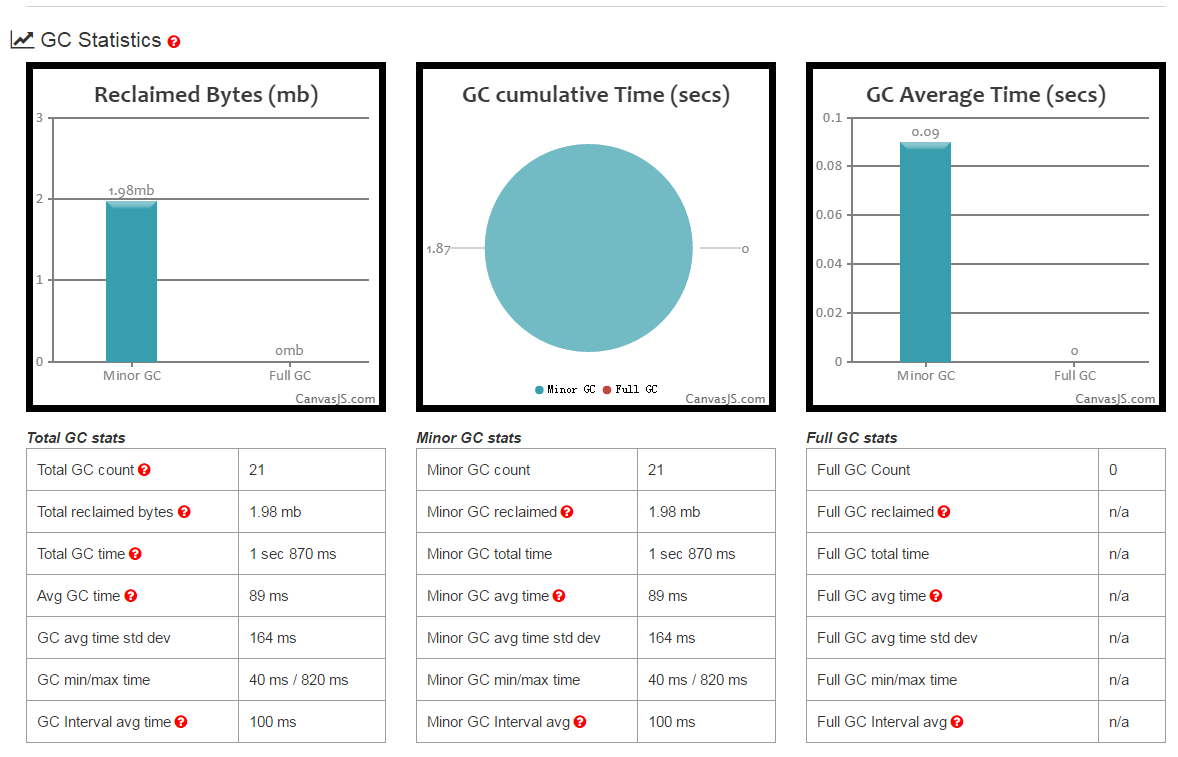 GC Statistics ?
Reclaimed Bytes (mb)
3
2
1
0
1.98mb
0mb
Minor GC
Full GC
CanvasJS.com
GC cumulative Time (secs)
1.87
0
Minor GC Full GC
CanvasJS.com
GC Average Time (secs)
0.1
0.08
0.06
0.04
0.02
0
0.09
0
Minor GC
Full GC
CanvasJS.com
Total GC stats
Total GC count ? 21
Total reclaimed bytes ? 1.98 mb
Total GC time ? 1 sec 870 ms
Avg GC time ? 89 ms
GC avg time std dev 164 ms
GC min/max time 40 ms / 820 ms
GC Interval avg time ? 100 ms
Minor GC stats
Minor GC count 21
Minor GC reclaimed ? 1.98 mb
Minor GC total time 1 sec 870 ms
Minor GC avg time ? 89 ms
Minor GC avg time std dev 164 ms
Minor GC min/max time 40 ms / 820 ms
Minor GC Interval avg ? 100 ms
Full GC stats
Full GC Count 0
Full GC reclaimed ? n/a
Full GC total time n/a
Full GC avg time ? n/a
Full GC avg time std dev n/a
Full GC min/max time n/a
Full GC Interval avg ? n/a